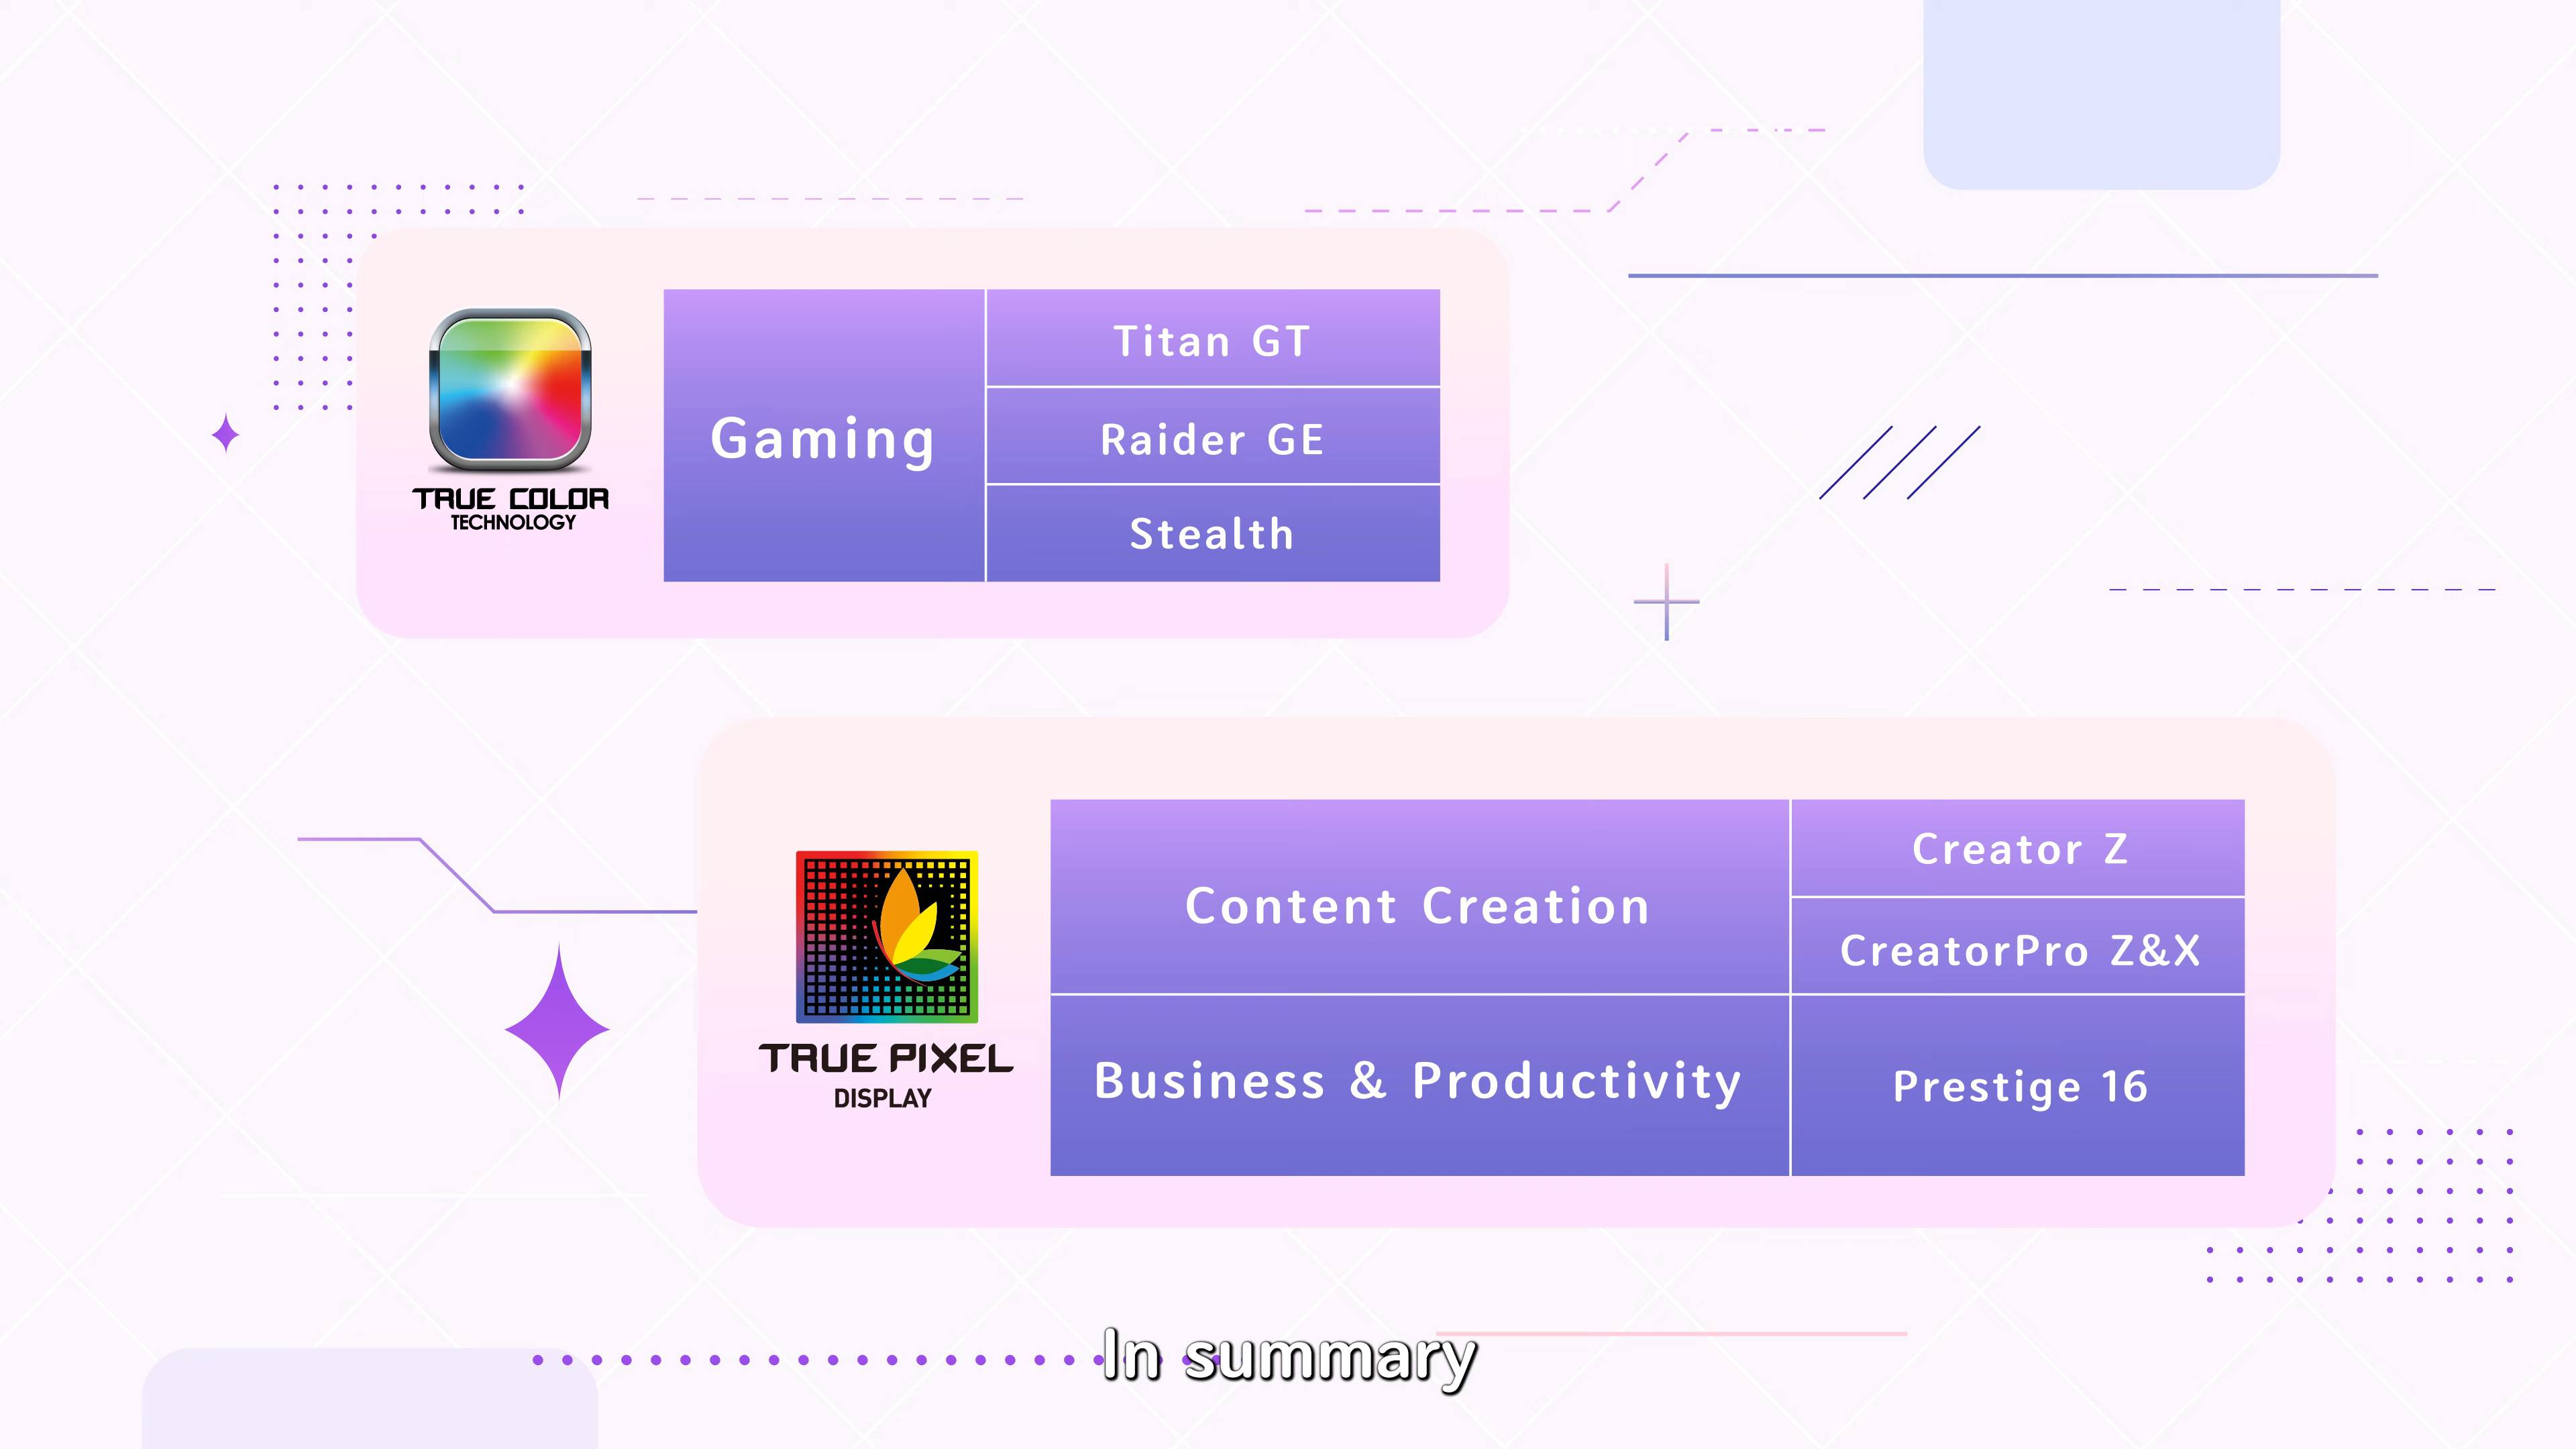 TRUE COLOR
TECHNOLOGY
Gaming
Titan GT
Raider GE
Stealth
TRUE PIXEL
DISPLAY
Content Creation
Creator Z
CreatorPro Z&X
Business & Productivity
Prestige 16
In summary